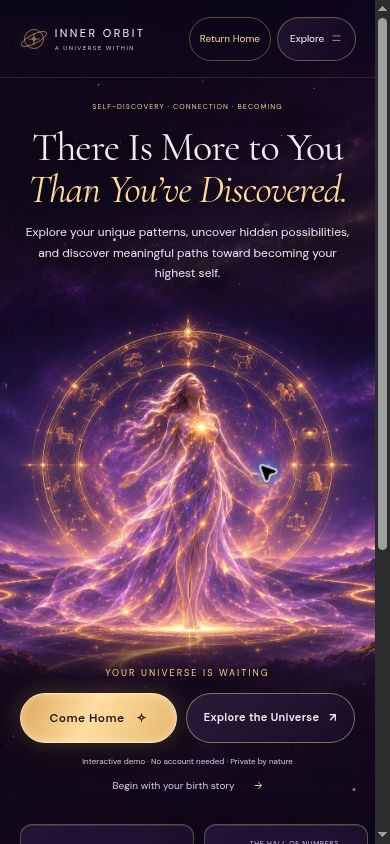 INNER ORBIT
A UNIVERSE WITHIN
Return Home
Explore
SELF-DISCOVERY · CONNECTION · BECOMING
There Is More to You
Than You’ve Discovered.
Explore your unique patterns, uncover hidden possibilities,
and discover meaningful paths toward becoming your
highest self.
YOUR UNIVERSE IS WAITING
Come Home
Explore the Universe
Interactive demo · No account needed · Private by nature
Begin with your birth story
THE HALL OF NUMBERS